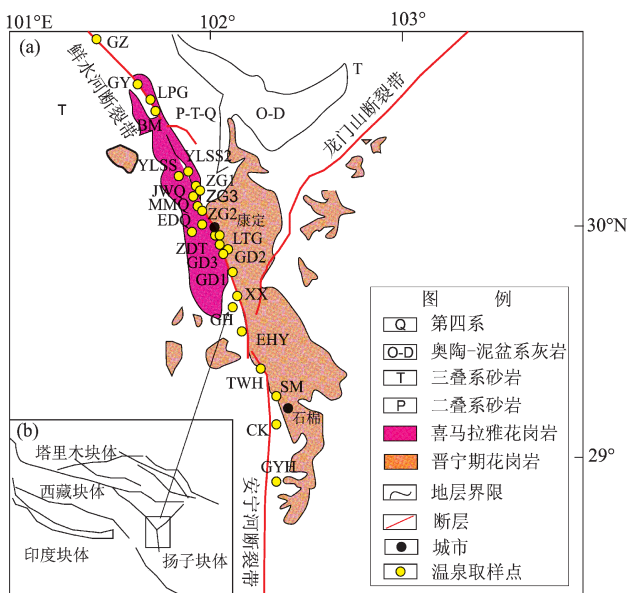 101°E
102°
103°
(a)
GZ
鲜水河断裂带
GY
LPG
T
BM
P-T-Q
O-D
T
龙门山断裂带
YLSS2
YLSS
ZG1
JWQ
ZG3
MMQ
ZG2
EDQ
康定
30°N
ZDT
LTG
GD3
GD2
GD1
XX
GH
EHY
TWH
SM
石棉
CK
GYH
29°
安宁河断裂带
(b)
塔里木块体
西藏块体
印度块体
扬子块体
图 例
Q 第四系
O-D 奥陶-泥盆系灰岩
T 三叠系砂岩
P 二叠系砂岩
喜马拉雅花岗岩
晋宁期花岗岩
地层界限
断层
城市
温泉取样点